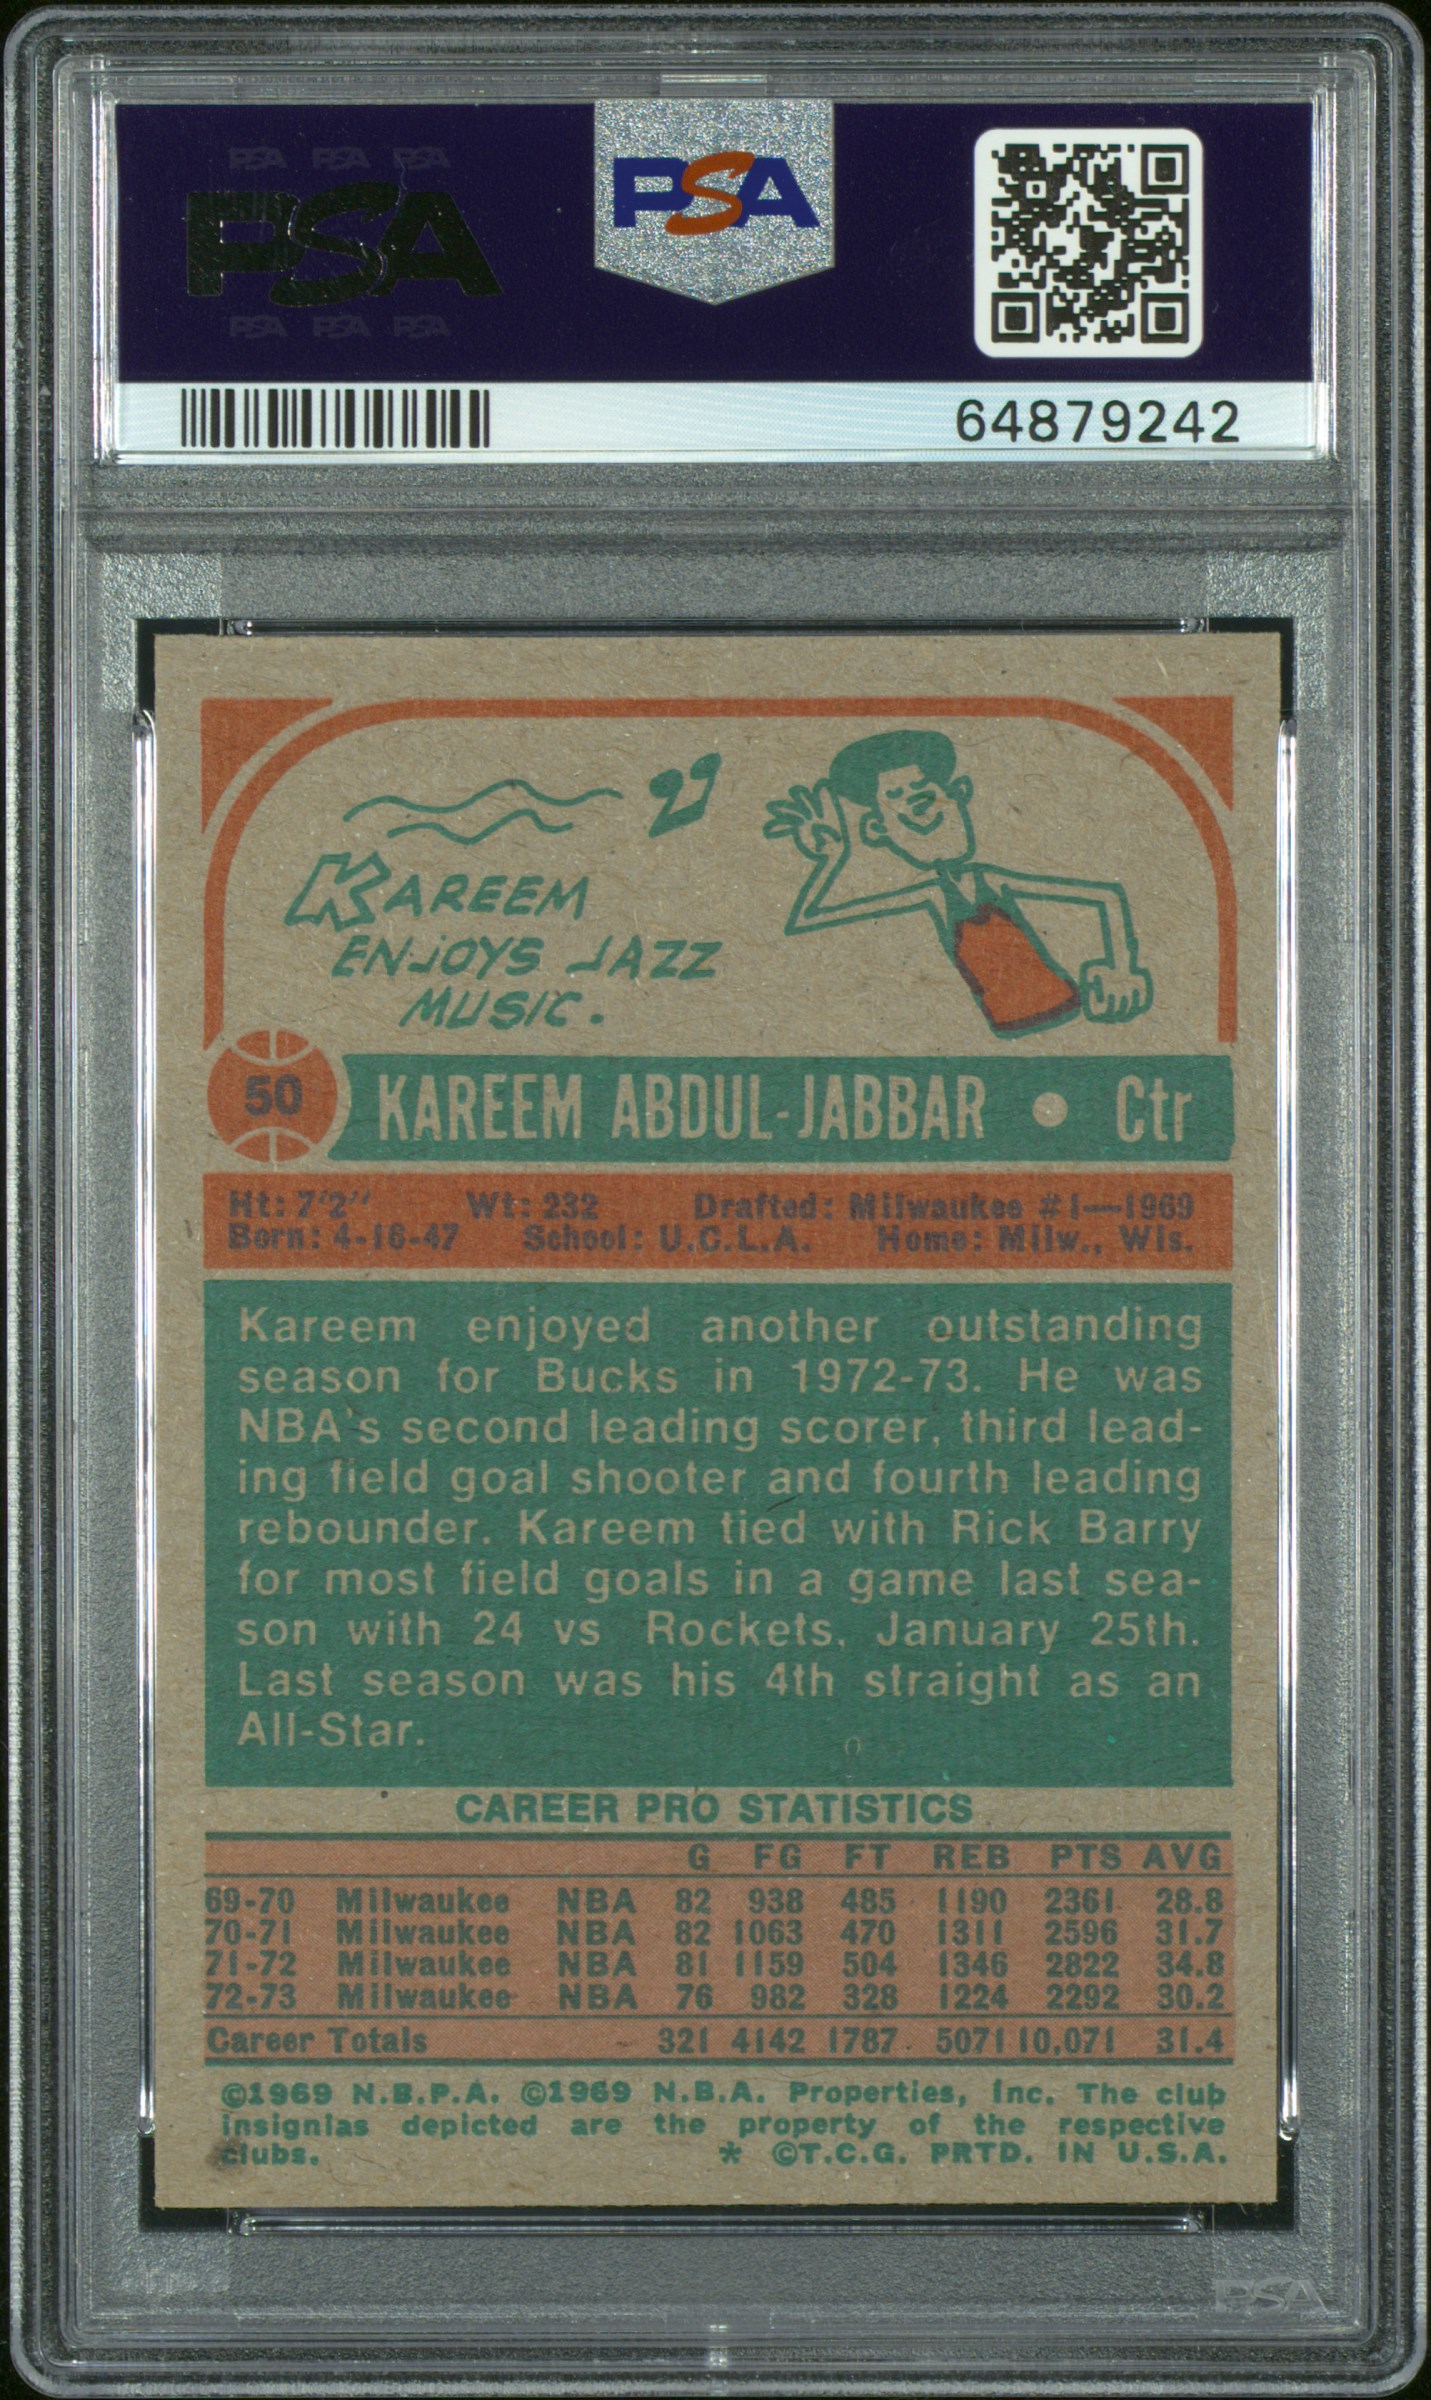 PSA PSA PSA
PSA
PSA PSA PSA
PSA
64879242
KAREEM
ENJOYS JAZZ
MUSIC.
50 KAREEM ABDUL-JABBAR • Ctr
Ht: 7'2" Wt: 232 Drafted: Milwaukee #1—1969
Born: 4-16-47 School: U.C.L.A. Home: Milw., Wis.
Kareem enjoyed another outstanding
season for Bucks in 1972-73. He was
NBA's second leading scorer, third lead-
ing field goal shooter and fourth leading
rebounder. Kareem tied with Rick Barry
for most field goals in a game last sea-
son with 24 vs Rockets, January 25th.
Last season was his 4th straight as an
All-Star.
CAREER PRO STATISTICS
G FG FT REB PTS AVG
69-70 Milwaukee NBA 82 938 485 1190 2361 28.8
70-71 Milwaukee NBA 82 1063 470 1311 2596 31.7
71-72 Milwaukee NBA 81 1159 504 1346 2822 34.8
72-73 Milwaukee NBA 76 982 328 1224 2292 30.2
Career Totals 321 4142 1787 5071 10,071 31.4
©1969 N.B.P.A. ©1969 N.B.A. Properties, Inc. The club
insignias depicted are the property of the respective
clubs. * ©T.C.G. PRTD. IN U.S.A.
PSA